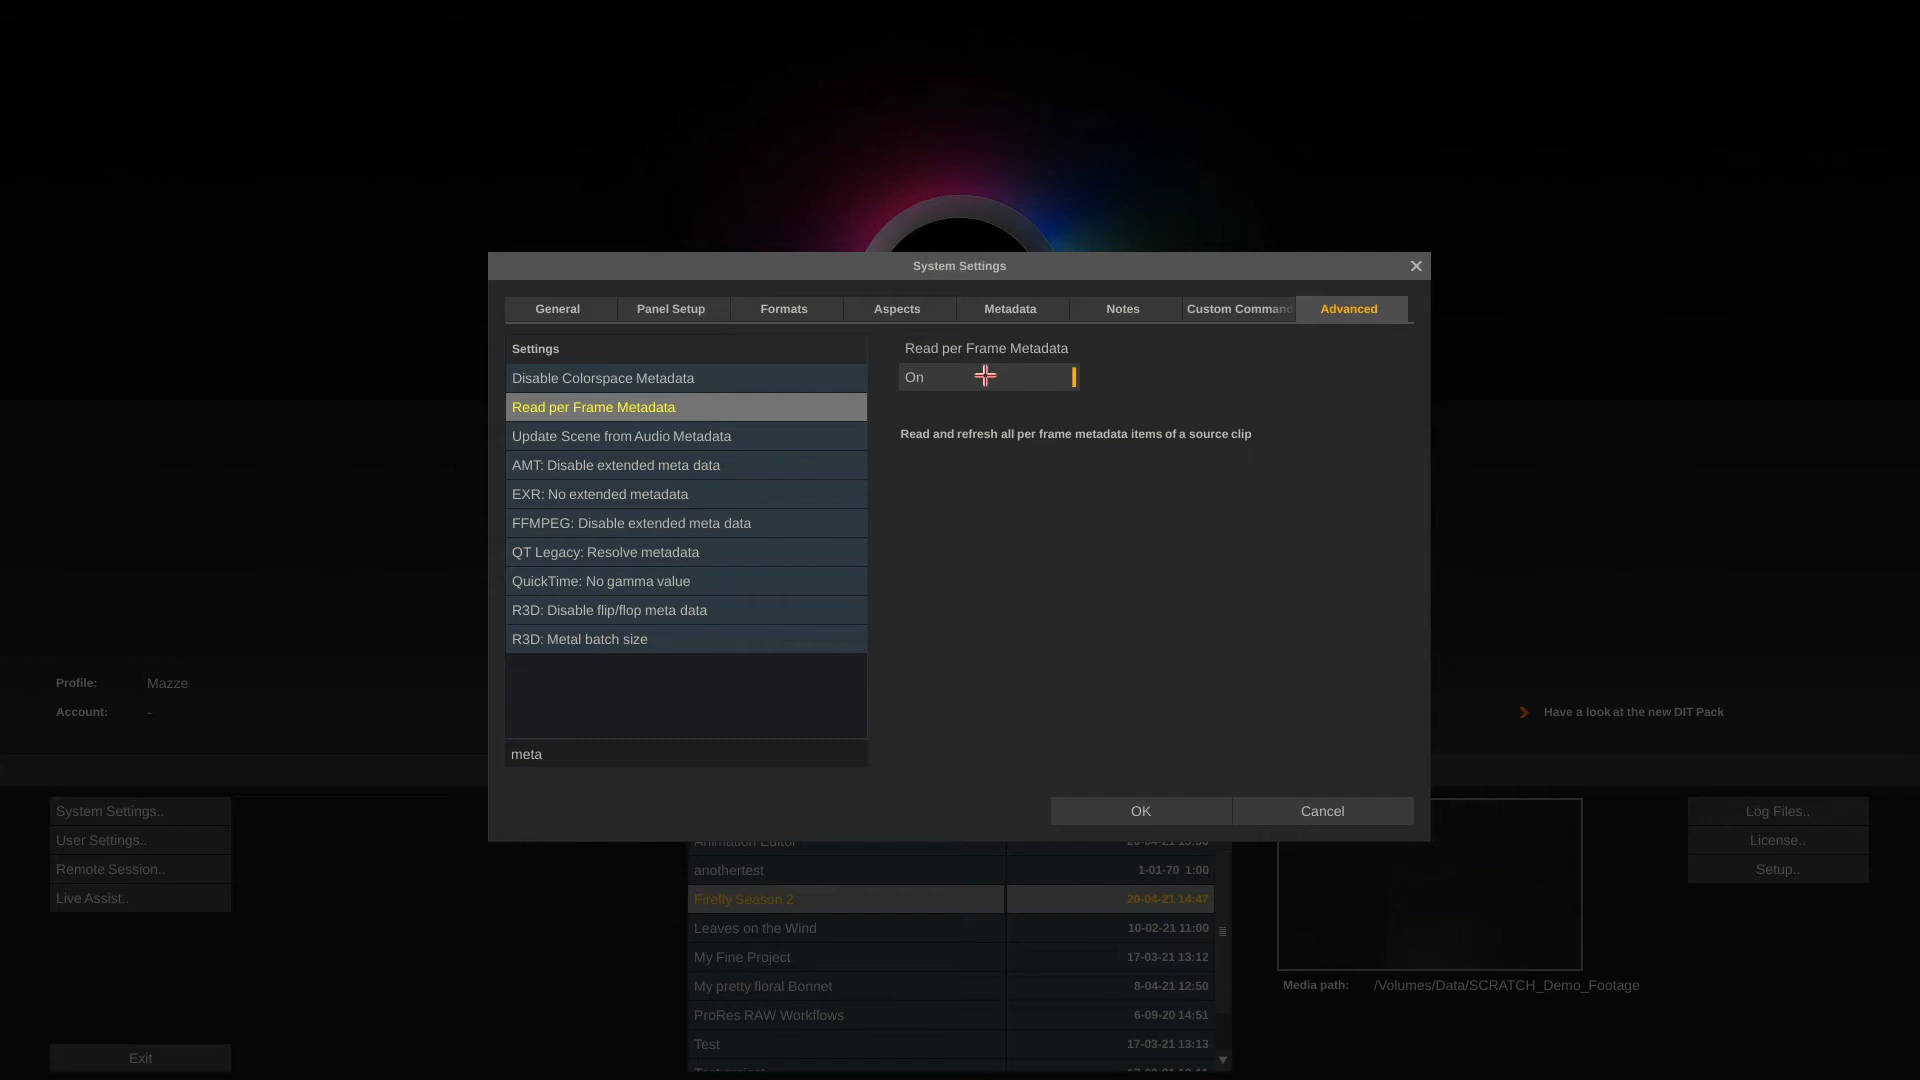 System Settings
General
Panel Setup
Formats
Aspects
Metadata
Notes
Custom Command
Advanced
Settings
Disable Colorspace Metadata
Read per Frame Metadata
Update Scene from Audio Metadata
AMT: Disable extended meta data
EXR: No extended metadata
FFMPEG: Disable extended meta data
QT Legacy: Resolve metadata
QuickTime: No gamma value
R3D: Disable flip/flop meta data
R3D: Metal batch size
meta
Read per Frame Metadata
On
Read and refresh all per frame metadata items of a source clip
OK
Cancel
Profile: Mazze
Account: -
Have a look at the new DIT Pack
System Settings..
User Settings..
Remote Session..
Live Assist..
Exit
Animation Editor
anothertest 1-01-70 1:00
Firefly Season 2 20-04-21 14:47
Leaves on the Wind 10-02-21 11:00
My Fine Project 17-03-21 13:12
My pretty floral Bonnet 8-04-21 12:50
ProRes RAW Workflows 6-09-20 14:51
Test 17-03-21 13:13
Media path: /Volumes/Data/SCRATCH_Demo_Footage
Log Files..
License..
Setup..